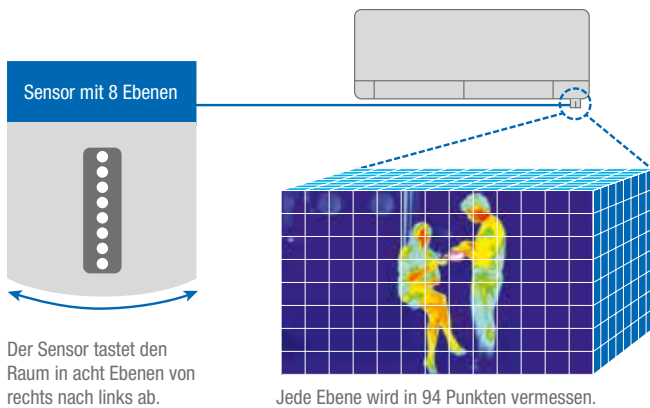 Sensor mit 8 Ebenen
Der Sensor tastet den
Raum in acht Ebenen von
rechts nach links ab.
Jede Ebene wird in 94 Punkten vermessen.